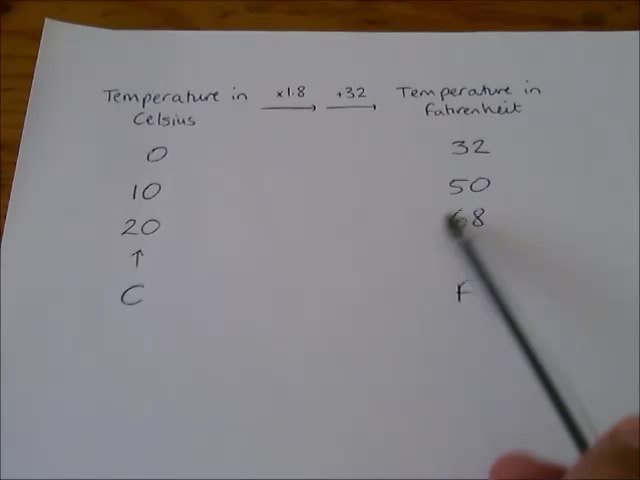 Temperature in ×1.8 +32 Temperature in
Celsius Fahrenheit
0 32
10 50
20 68
↑
C F